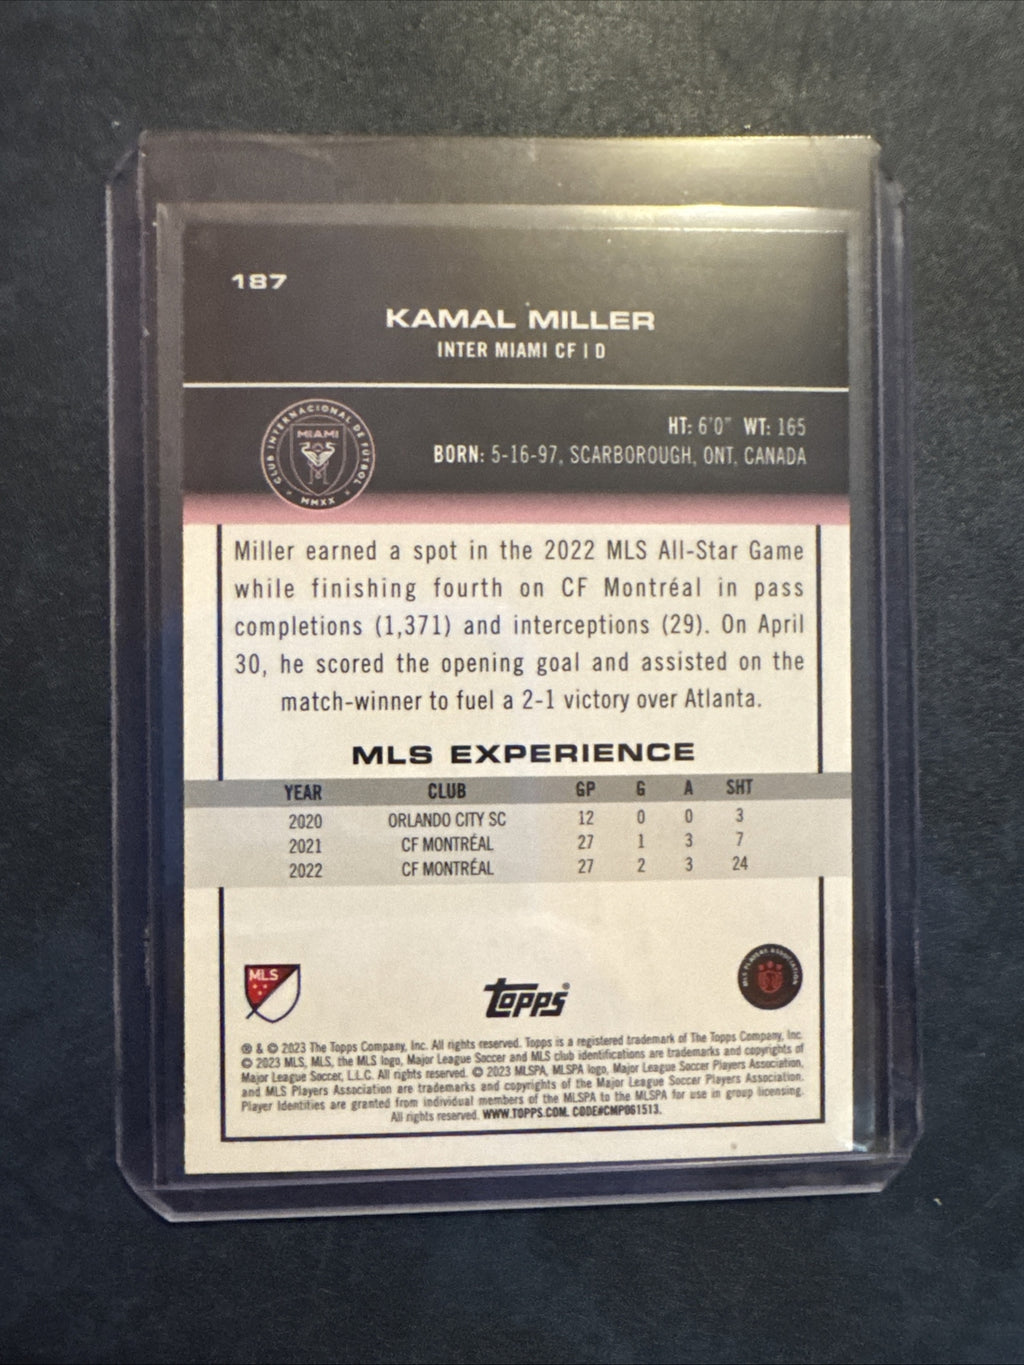 187
KAMAL MILLER
INTER MIAMI CF | D
HT: 6'0" WT: 165
BORN: 5-16-97, SCARBOROUGH, ONT, CANADA
CLUB INTERNACIONAL DE FUTBOL
MIAMI
MMXX
Miller earned a spot in the 2022 MLS All-Star Game
while finishing fourth on CF Montréal in pass
completions (1,371) and interceptions (29). On April
30, he scored the opening goal and assisted on the
match-winner to fuel a 2-1 victory over Atlanta.
MLS EXPERIENCE
YEAR CLUB GP G A SHT
2020 ORLANDO CITY SC 12 0 0 3
2021 CF MONTRÉAL 27 1 3 7
2022 CF MONTRÉAL 27 2 3 24
MLS
Topps®
MLS PLAYERS ASSOCIATION
® & © 2023 The Topps Company, Inc. All rights reserved. Topps is a registered trademark of The Topps Company, Inc.
© 2023 MLS, MLS, the MLS logo, Major League Soccer and MLS club identifications are trademarks and copyrights of
Major League Soccer, L.L.C. All rights reserved. © 2023 MLSPA, MLSPA logo, Major League Soccer Players Association,
and MLS Players Association are trademarks and copyrights of the Major League Soccer Players Association.
Player Identities are granted from individual members of the MLSPA to the MLSPA for use in group licensing.
All rights reserved. WWW.TOPPS.COM. CODE#CMP061513.